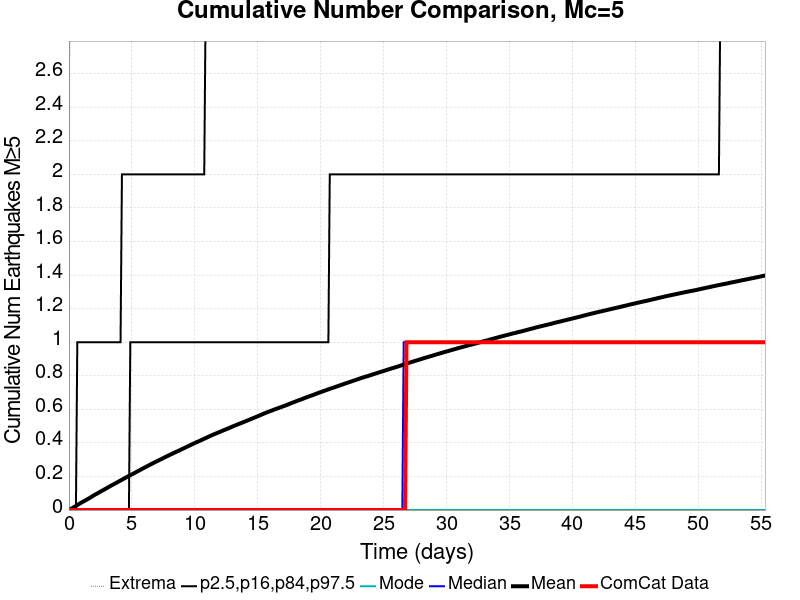 Cumulative Number Comparison, Mc=5
Cumulative Num Earthquakes M≥5
2.6
2.4
2.2
2
1.8
1.6
1.4
1.2
1
0.8
0.6
0.4
0.2
0
0 5 10 15 20 25 30 35 40 45 50 55
Time (days)
Extrema p2.5,p16,p84,p97.5 Mode Median Mean ComCat Data